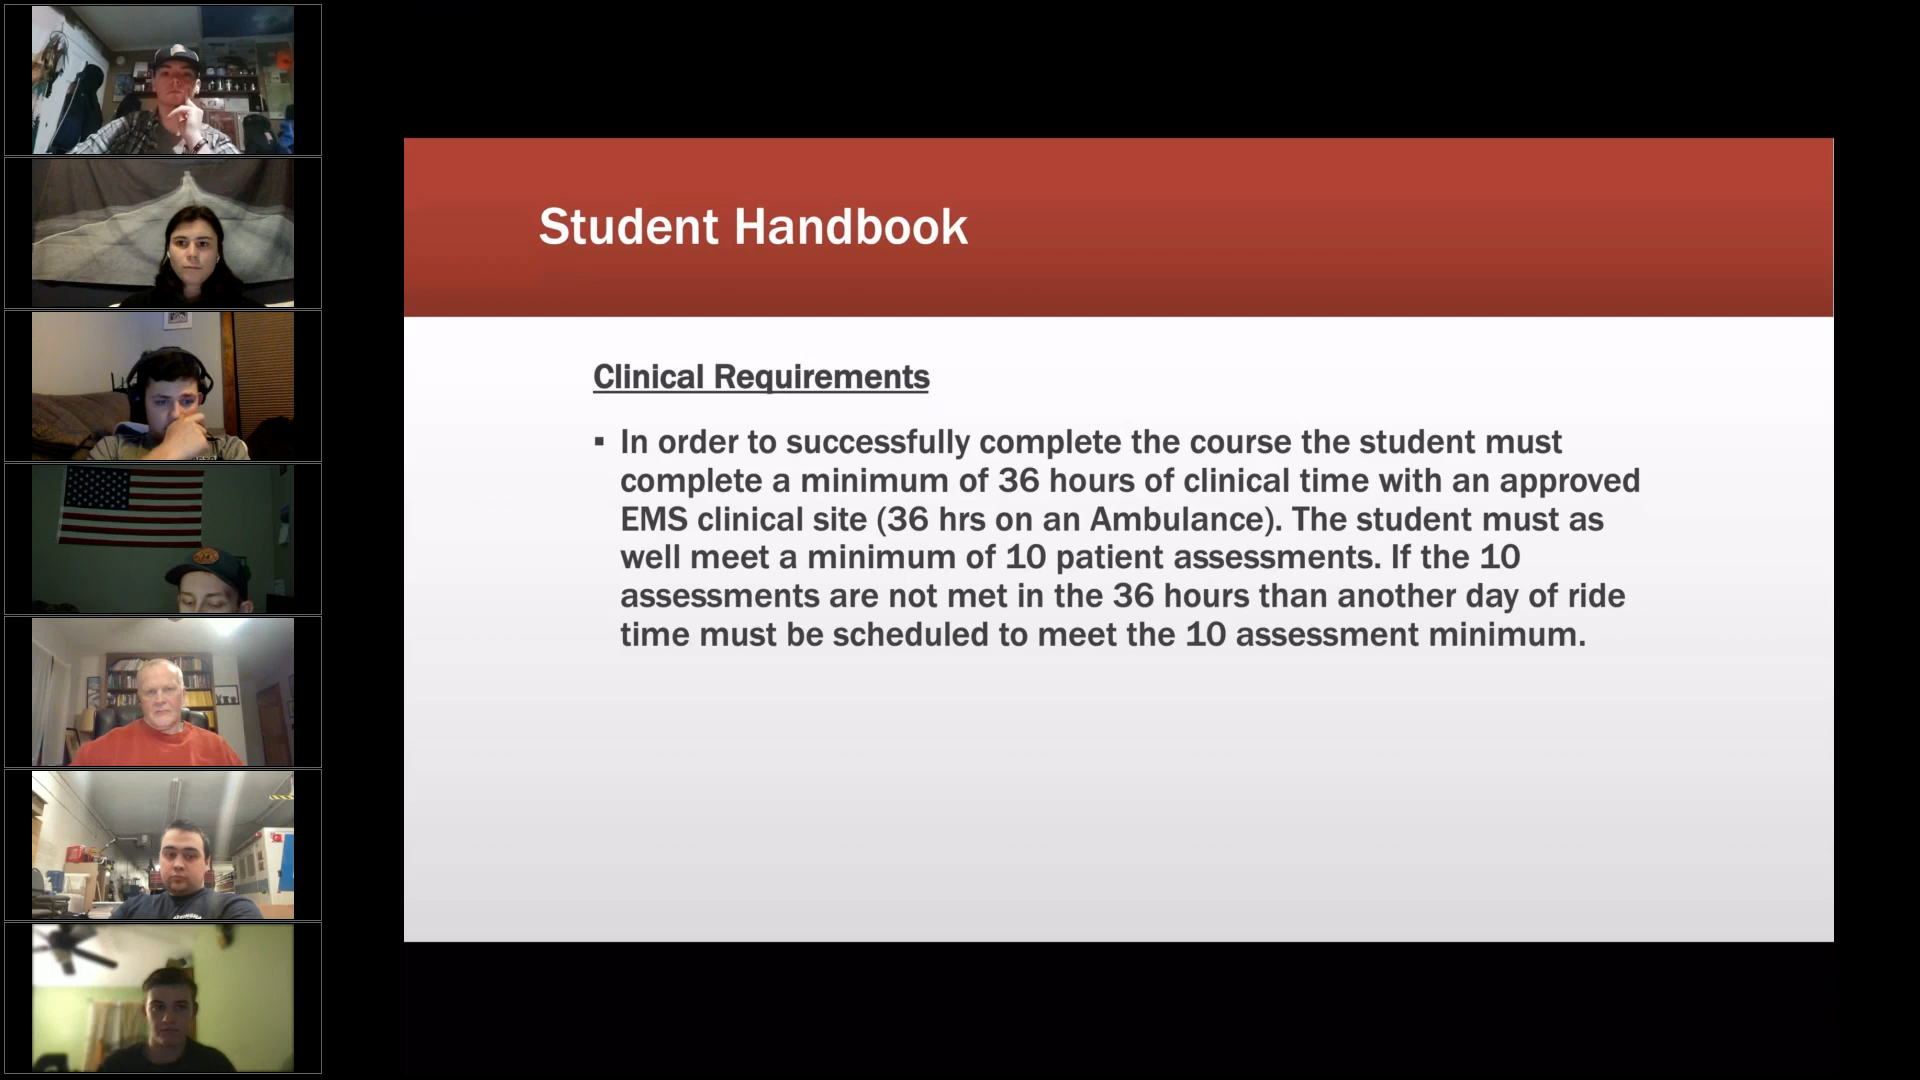 Student Handbook
Clinical Requirements
▪ In order to successfully complete the course the student must
complete a minimum of 36 hours of clinical time with an approved
EMS clinical site (36 hrs on an Ambulance). The student must as
well meet a minimum of 10 patient assessments. If the 10
assessments are not met in the 36 hours than another day of ride
time must be scheduled to meet the 10 assessment minimum.